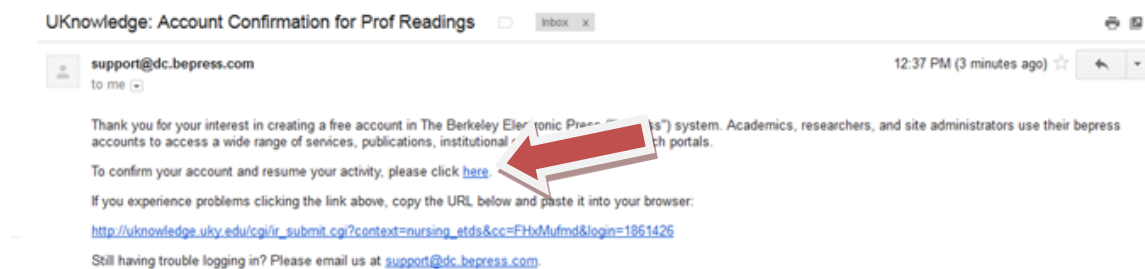 UKnowledge: Account Confirmation for Prof Readings Inbox x
support@dc.bepress.com 12:37 PM (3 minutes ago)
to me
Thank you for your interest in creating a free account in The Berkeley Electronic Press system. Academics, researchers, and site administrators use their bepress
accounts to access a wide range of services, publications, institutional portals.
To confirm your account and resume your activity, please click here.
If you experience problems clicking the link above, copy the URL below and paste it into your browser:
http://uknowledge.uky.edu/cgi/ir_submit.cgi?context=nursing_etds&cc=FHxMufmd&login=1861426
Still having trouble logging in? Please email us at support@dc.bepress.com.